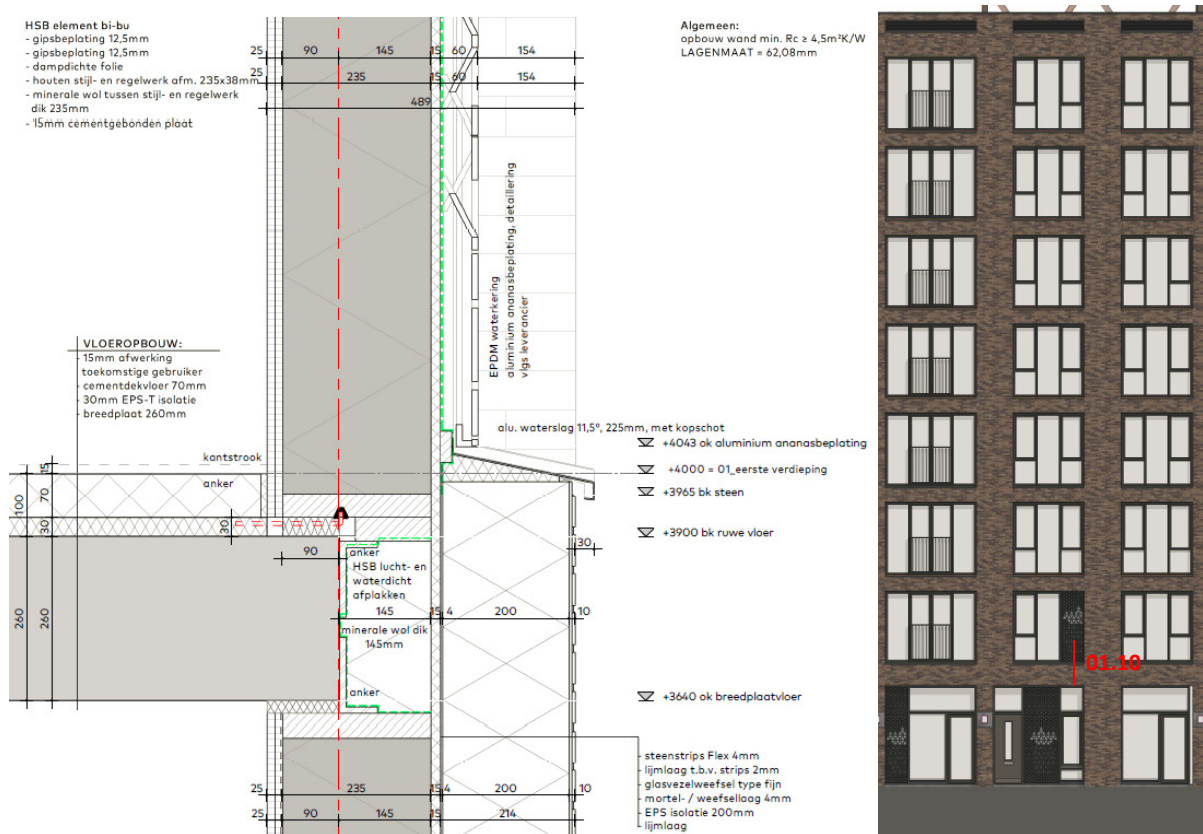 HSB element bi-bu
- gipsbeplating 12,5mm
- gipsbeplating 12,5mm
- dampdichte folie
- houten stijl- en regelwerk afm. 235x38mm
- minerale wol tussen stijl- en regelwerk
dik 235mm
- 15mm cementgebonden plaat
Algemeen:
opbouw wand min. Rc ≥ 4,5m²K/W
LAGENMAAT = 62,08mm
25 90 145 15 60 154
25 235 15 60 154
489
EPDM waterkering
aluminium ananasbeplating, detaillering
vlgs leverancier
VLOEROPBOUW:
- 15mm afwerking
toekomstige gebruiker
- cementdekvloer 70mm
- 30mm EPS-T isolatie
- breedplaat 260mm
alu. waterslag 11,5°, 225mm, met kopschot
+4043 ok aluminium ananasbeplating
+4000 = 01_eerste verdieping
+3965 bk steen
+3900 bk ruwe vloer
+3640 ok breedplaatvloer
kantstrook
anker
15
100 70
30 30
90
30
anker
HSB lucht- en
waterdicht
afplakken
260 260
145 15 4 200 10
minerale wol dik
145mm
anker
01.10
- steenstrips Flex 4mm
- lijmlaag t.b.v. strips 2mm
- glasvezelweefsel type fijn
- mortel- / weefsellaag 4mm
- EPS isolatie 200mm
- lijmlaag
25 235 15 4 200 10
25 90 145 15 214